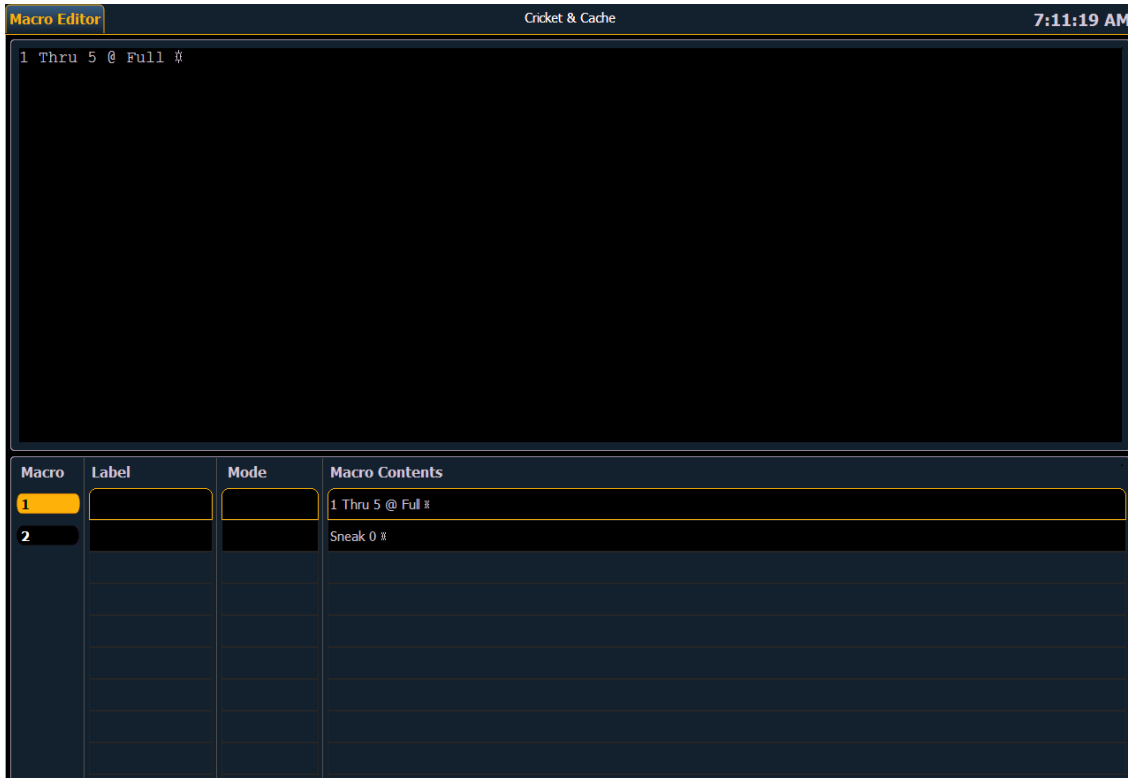 Macro Editor Cricket & Cache 7:11:19 AM
1 Thru 5 @ Full ※
Macro Label Mode Macro Contents
1 1 Thru 5 @ Full ※
2 Sneak 0 ※